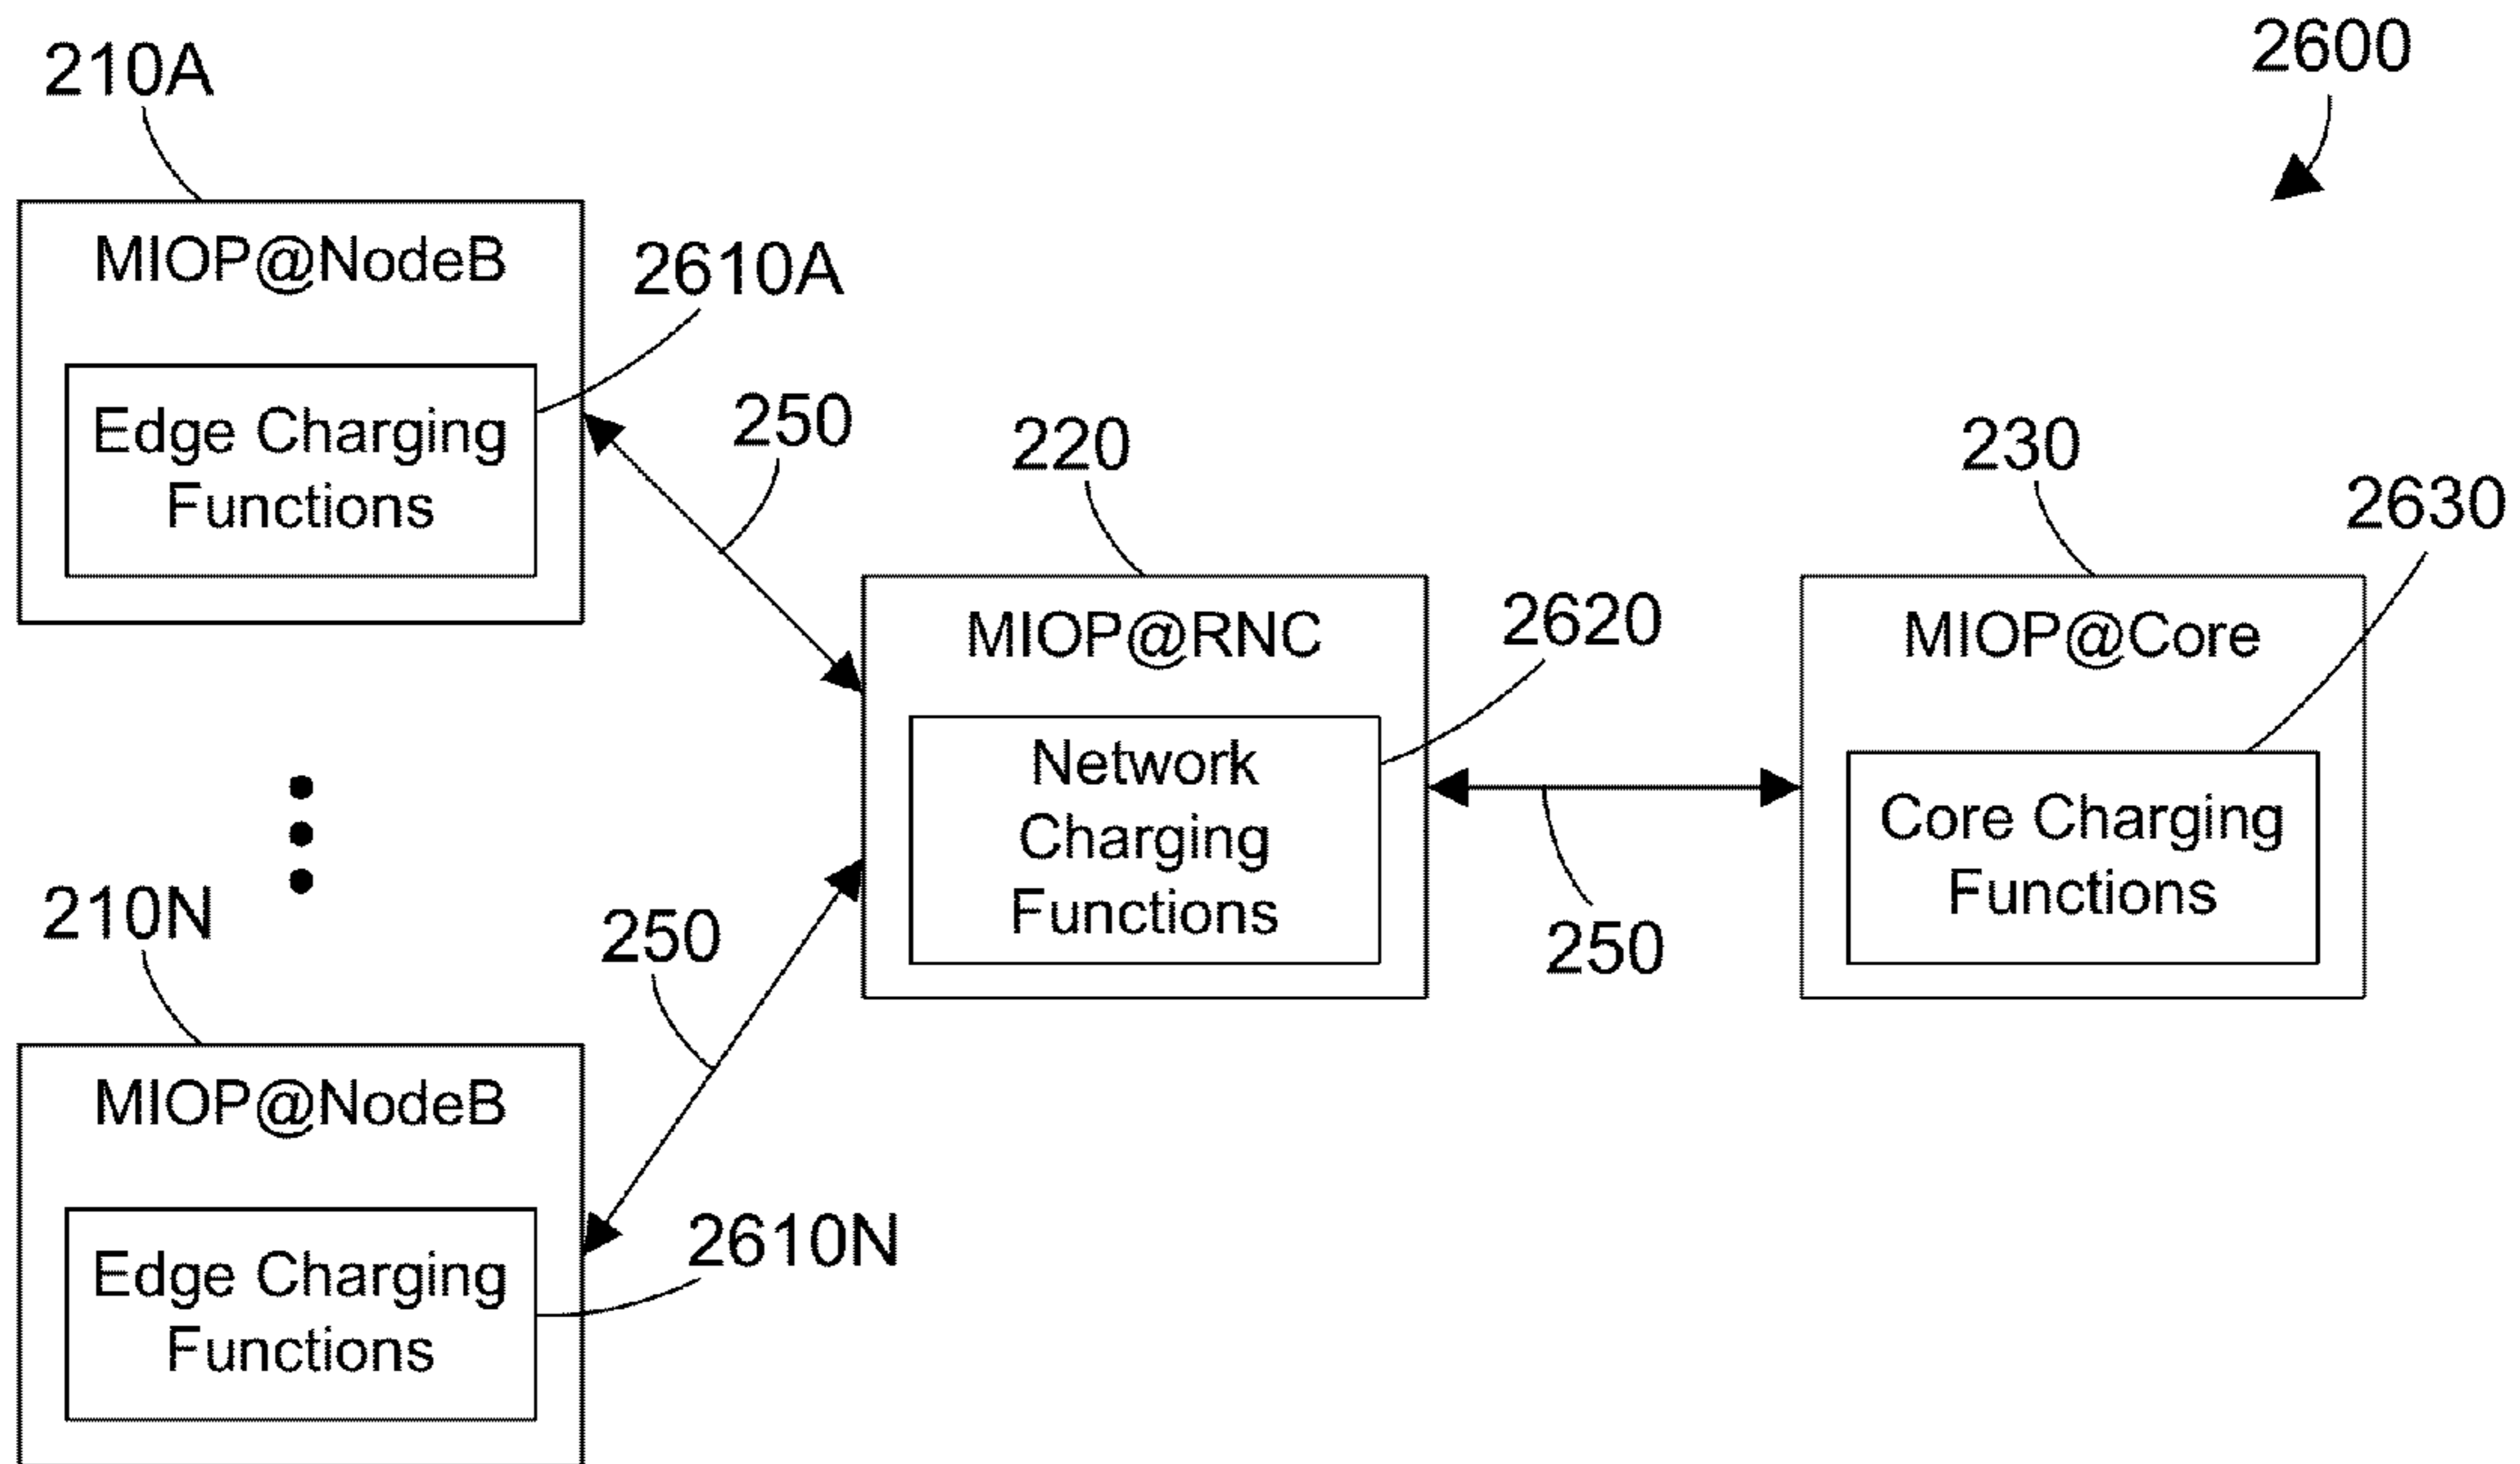 2600
210A
MIOP@NodeB
2610A
Edge Charging
Functions
250
220
230
2630
MIOP@RNC
2620
MIOP@Core
Network
Charging
Functions
Core Charging
Functions
250
210N
250
MIOP@NodeB
2610N
Edge Charging
Functions